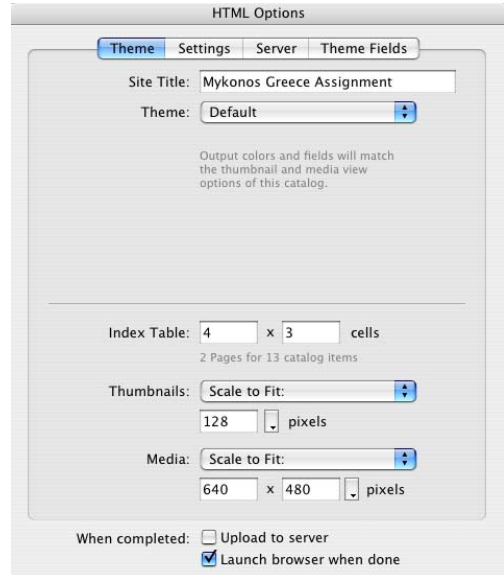 HTML Options
Theme Settings Server Theme Fields
Site Title: Mykonos Greece Assignment
Theme: Default
Output colors and fields will match
the thumbnail and media view
options of this catalog.
Index Table: 4 x 3 cells
2 Pages for 13 catalog items
Thumbnails: Scale to Fit:
128 pixels
Media: Scale to Fit:
640 x 480 pixels
When completed: Upload to server
Launch browser when done